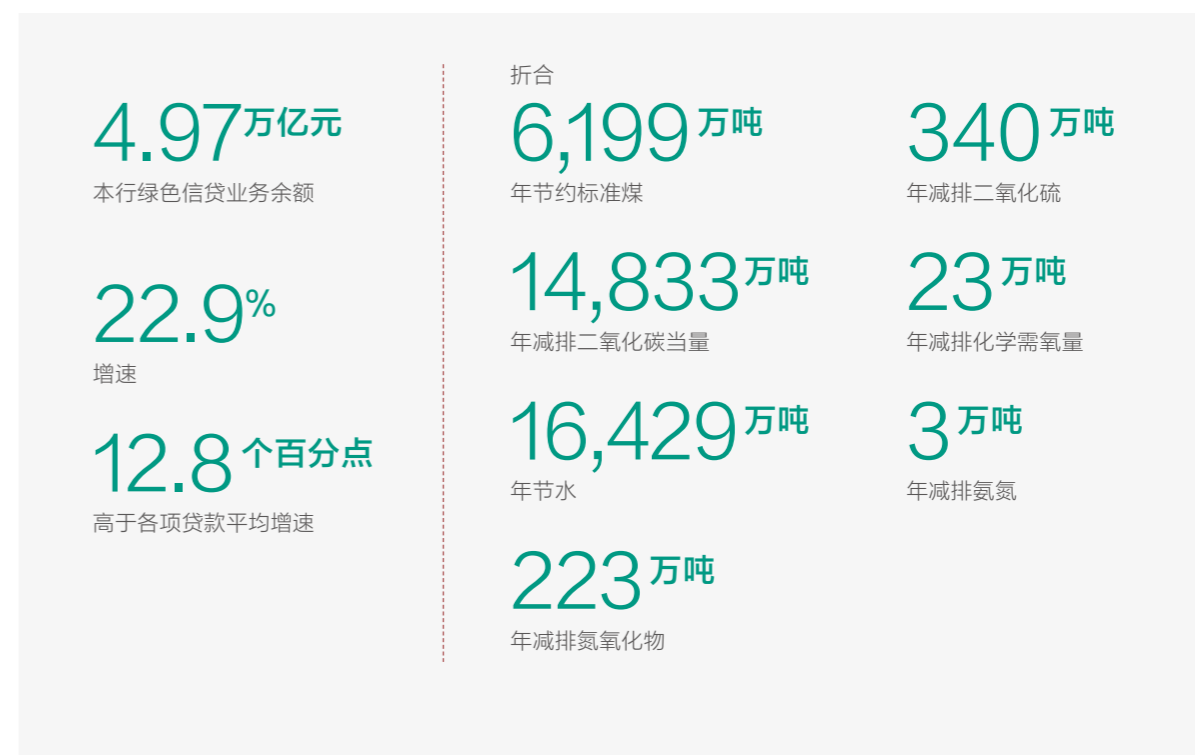 4.97万亿元
本行绿色信贷业务余额
22.9%
增速
12.8个百分点
高于各项贷款平均增速
折合
6,199万吨
年节约标准煤
14,833万吨
年减排二氧化碳当量
16,429万吨
年节水
223万吨
年减排氮氧化物
340万吨
年减排二氧化硫
23万吨
年减排化学需氧量
3万吨
年减排氨氮